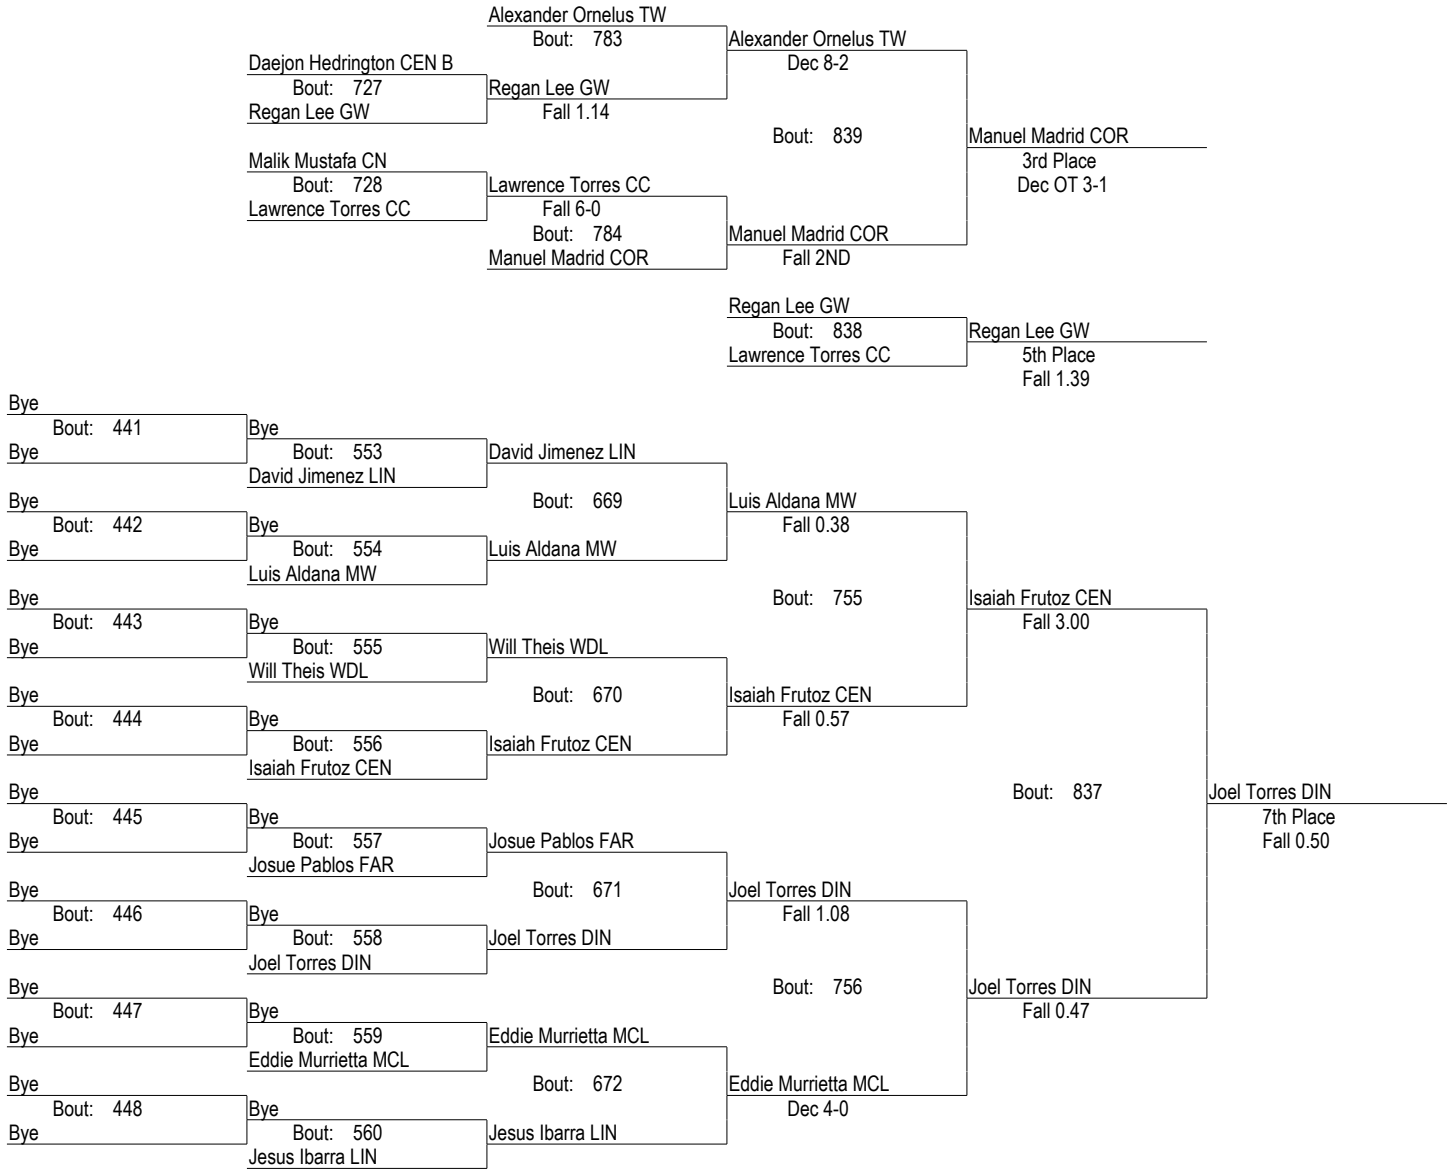 Alexander Ornelus TW
Bout: 783
Alexander Ornelus TW
Daejon Hedrington CEN B
Dec 8-2
Bout: 727
Regan Lee GW
Regan Lee GW
Fall 1.14
Bout: 839
Manuel Madrid COR
Malik Mustafa CN
3rd Place
Bout: 728
Lawrence Torres CC
Dec OT 3-1
Lawrence Torres CC
Fall 6-0
Bout: 784
Manuel Madrid COR
Manuel Madrid COR
Fall 2ND
Regan Lee GW
Bout: 838
Regan Lee GW
Lawrence Torres CC
5th Place
Fall 1.39
Bye
Bout: 441
Bye
Bye
Bout: 553
David Jimenez LIN
David Jimenez LIN
Bye
Bout: 669
Luis Aldana MW
Bout: 442
Bye
Fall 0.38
Bye
Bout: 554
Luis Aldana MW
Luis Aldana MW
Bye
Bout: 755
Isaiah Frutoz CEN
Bout: 443
Bye
Fall 3.00
Bye
Bout: 555
Will Theis WDL
Will Theis WDL
Bye
Bout: 670
Isaiah Frutoz CEN
Bout: 444
Bye
Fall 0.57
Bye
Bout: 556
Isaiah Frutoz CEN
Isaiah Frutoz CEN
Bye
Bout: 837
Joel Torres DIN
Bout: 445
Bye
7th Place
Bye
Bout: 557
Josue Pablos FAR
Fall 0.50
Josue Pablos FAR
Bye
Bout: 671
Joel Torres DIN
Bout: 446
Bye
Fall 1.08
Bye
Bout: 558
Joel Torres DIN
Joel Torres DIN
Bye
Bout: 756
Joel Torres DIN
Bout: 447
Bye
Fall 0.47
Bye
Bout: 559
Eddie Murrietta MCL
Eddie Murrietta MCL
Bye
Bout: 672
Eddie Murrietta MCL
Bout: 448
Bye
Dec 4-0
Bye
Bout: 560
Jesus Ibarra LIN
Jesus Ibarra LIN